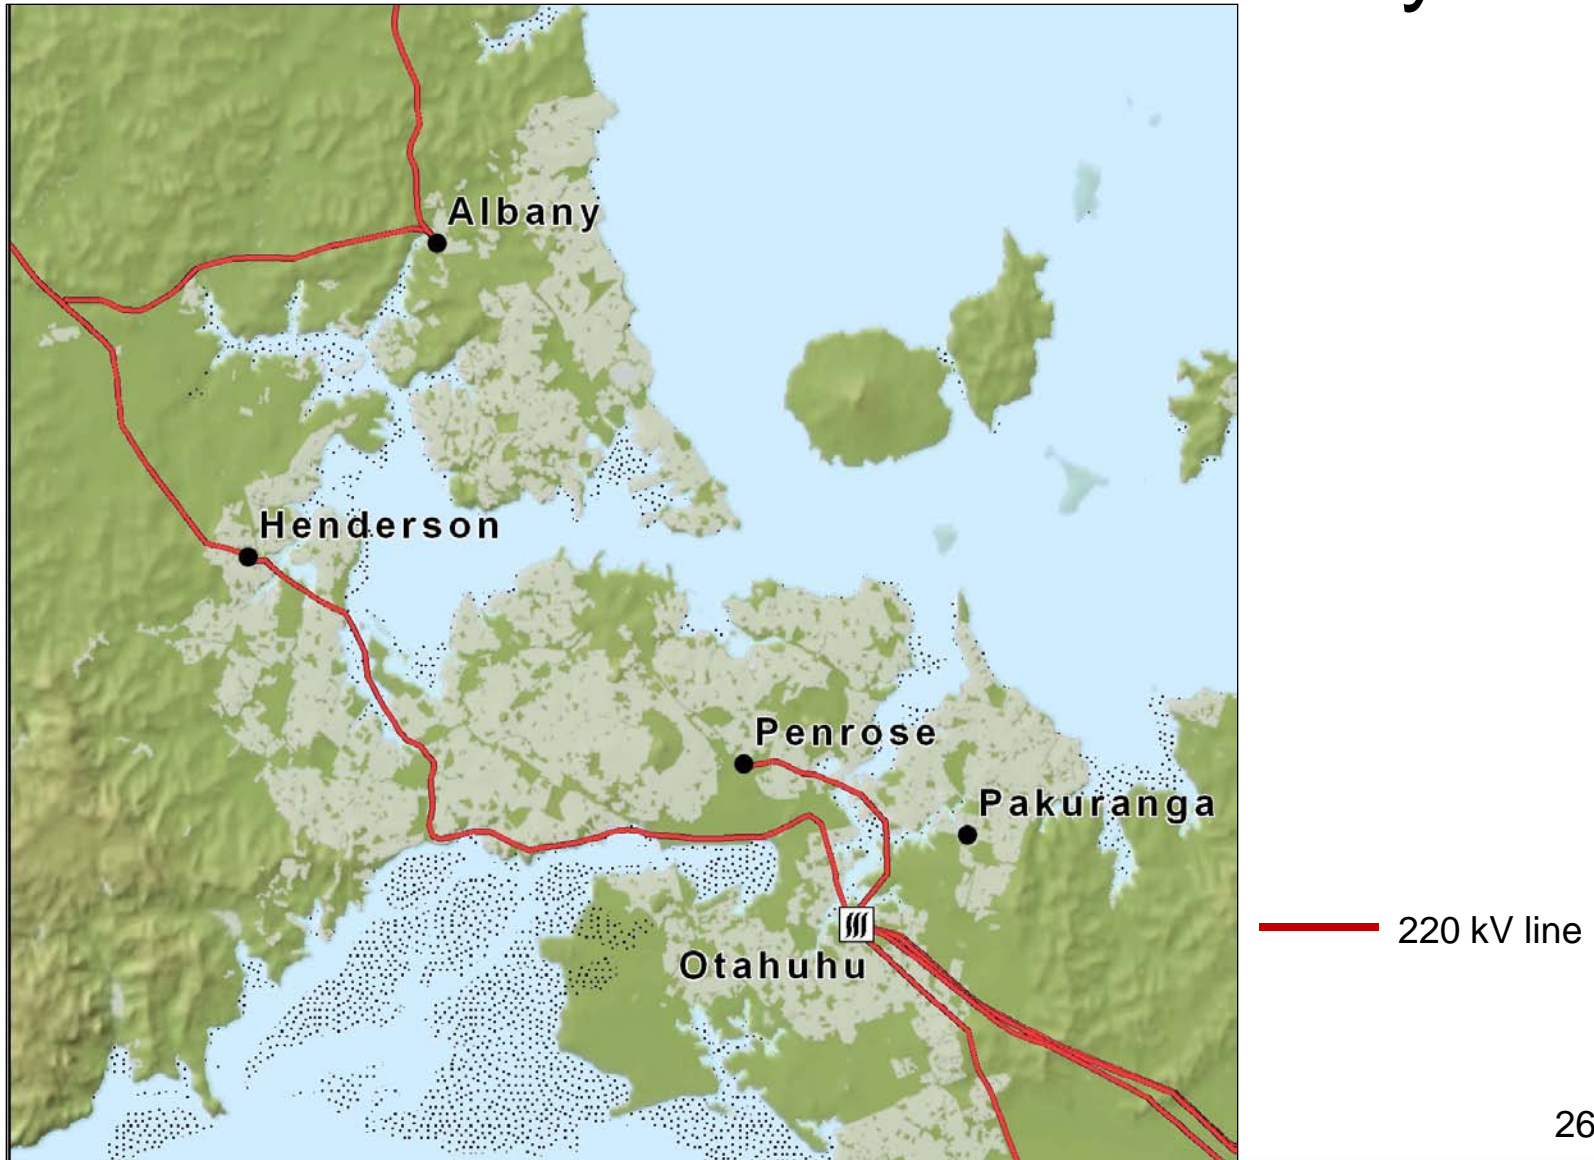 Albany
Henderson
Penrose
Pakuranga
220 kV line
Otahuhu
26